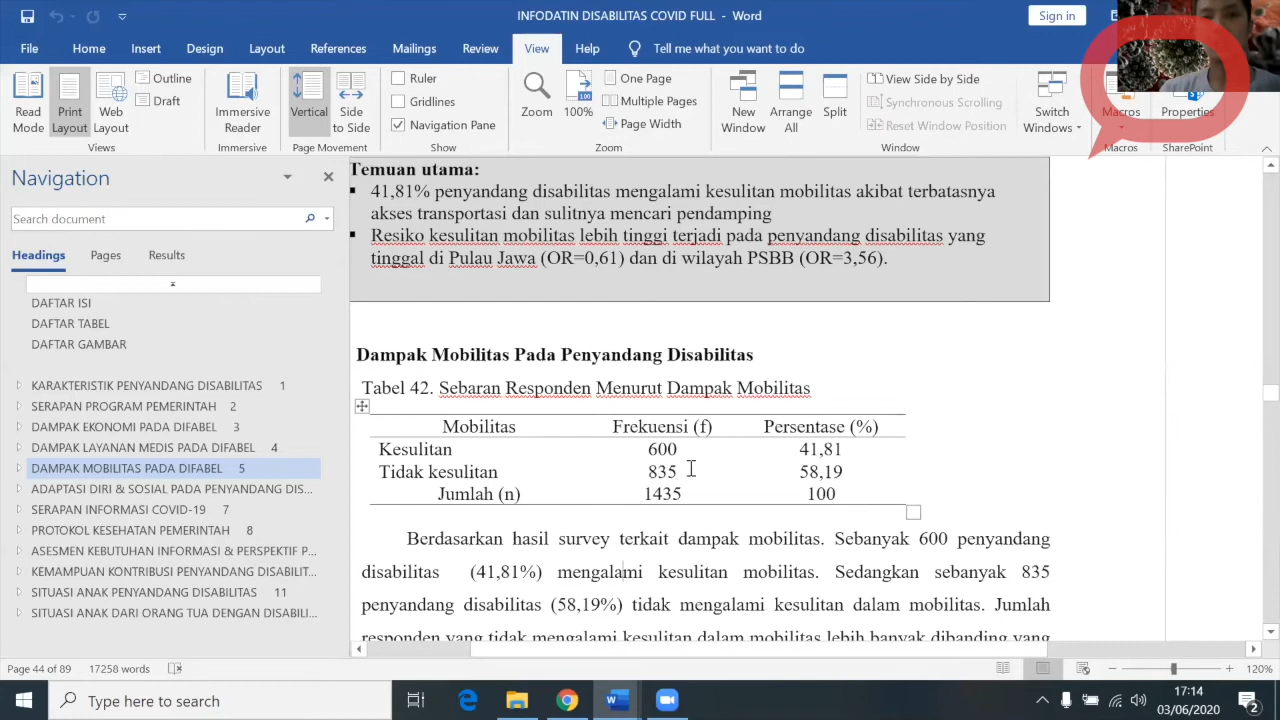 INFODATIN DISABILITAS COVID FULL - Word
Sign in
File Home Insert Design Layout References Mailings Review View Help Tell me what you want to do
Read Mode
Print Layout
Web Layout
Outline
Draft
Views
Immersive Reader
Immersive
Vertical
Side to Side
Page Movement
Ruler
Gridlines
Navigation Pane
Show
Zoom
100
100%
One Page
Multiple Pages
Page Width
Zoom
New Window
Arrange All
Split
View Side by Side
Synchronous Scrolling
Reset Window Position
Window
Switch Windows
Macros
Macros
Properties
SharePoint
Navigation
Search document
Headings Pages Results
DAFTAR ISI
DAFTAR TABEL
DAFTAR GAMBAR
KARAKTERISTIK PENYANDANG DISABILITAS 1
SERAPAN PROGRAM PEMERINTAH 2
DAMPAK EKONOMI PADA DIFABEL 3
DAMPAK LAYANAN MEDIS PADA DIFABEL 4
DAMPAK MOBILITAS PADA DIFABEL 5
ADAPTASI DIRI & SOSIAL PADA PENYANDANG DIS...
SERAPAN INFORMASI COVID-19 7
PROTOKOL KESEHATAN PEMERINTAH 8
ASESMEN KEBUTUHAN INFORMASI & PERSPEKTIF P...
KEMAMPUAN KONTRIBUSI PENYANDANG DISABILIT...
SITUASI ANAK PENYANDANG DISABILITAS 11
SITUASI ANAK DARI ORANG TUA DENGAN DISABILI...
Temuan utama:
▪ 41,81% penyandang disabilitas mengalami kesulitan mobilitas akibat terbatasnya
akses transportasi dan sulitnya mencari pendamping
▪ Resiko kesulitan mobilitas lebih tinggi terjadi pada penyandang disabilitas yang
tinggal di Pulau Jawa (OR=0,61) dan di wilayah PSBB (OR=3,56).
Dampak Mobilitas Pada Penyandang Disabilitas
Tabel 42. Sebaran Responden Menurut Dampak Mobilitas
Mobilitas Frekuensi (f) Persentase (%)
Kesulitan 600 41,81
Tidak kesulitan 835 58,19
Jumlah (n) 1435 100
Berdasarkan hasil survey terkait dampak mobilitas. Sebanyak 600 penyandang
disabilitas (41,81%) mengalami kesulitan mobilitas. Sedangkan sebanyak 835
penyandang disabilitas (58,19%) tidak mengalami kesulitan dalam mobilitas. Jumlah
responden yang tidak mengalami kesulitan dalam mobilitas lebih banyak dibanding yang
Page 44 of 89 17258 words
120%
Type here to search
17:14
03/06/2020
2